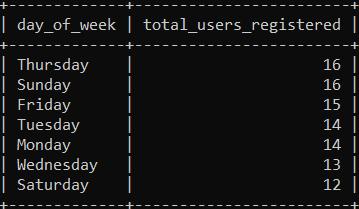 day_of_week | total_users_registered
Thursday | 16
Sunday | 16
Friday | 15
Tuesday | 14
Monday | 14
Wednesday | 13
Saturday | 12